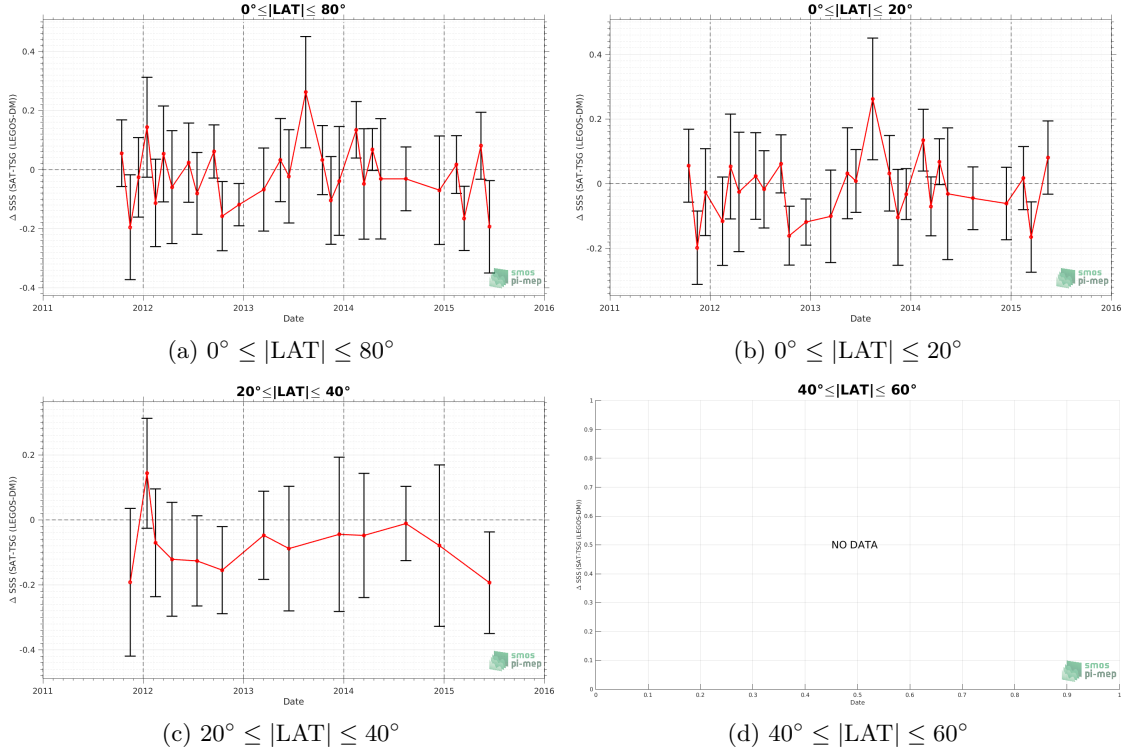 0°≤|LAT|≤ 80°
Δ SSS (SAT-TSG (LEGOS-DM))
0.4
0.2
0
-0.2
-0.4
2011 2012 2013 2014 2015 2016
Date
smos
pi-mep
(a) 0° ≤ |LAT| ≤ 80°
0°≤|LAT|≤ 20°
Δ SSS (SAT-TSG (LEGOS-DM))
0.4
0.2
0
-0.2
2011 2012 2013 2014 2015 2016
Date
smos
pi-mep
(b) 0° ≤ |LAT| ≤ 20°
20°≤|LAT|≤ 40°
Δ SSS (SAT-TSG (LEGOS-DM))
0.2
0
-0.2
-0.4
2011 2012 2013 2014 2015 2016
Date
smos
pi-mep
(c) 20° ≤ |LAT| ≤ 40°
40°≤|LAT|≤ 60°
Δ SSS (SAT-TSG (LEGOS-DM))
1
0.9
0.8
0.7
0.6
0.5
0.4
0.3
0.2
0.1
0
NO DATA
0 0.1 0.2 0.3 0.4 0.5 0.6 0.7 0.8 0.9 1
Date
smos
pi-mep
(d) 40° ≤ |LAT| ≤ 60°